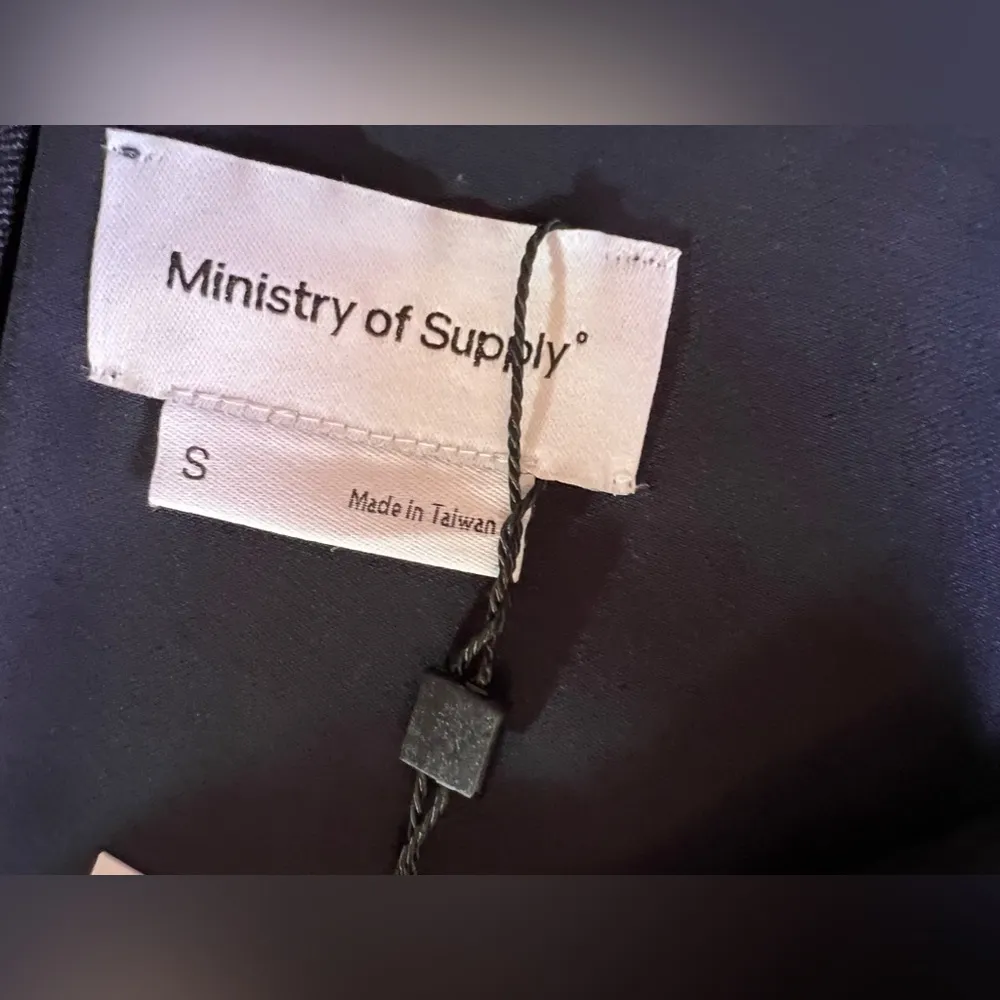 Ministry of Supply°
S
Made in Taiwan